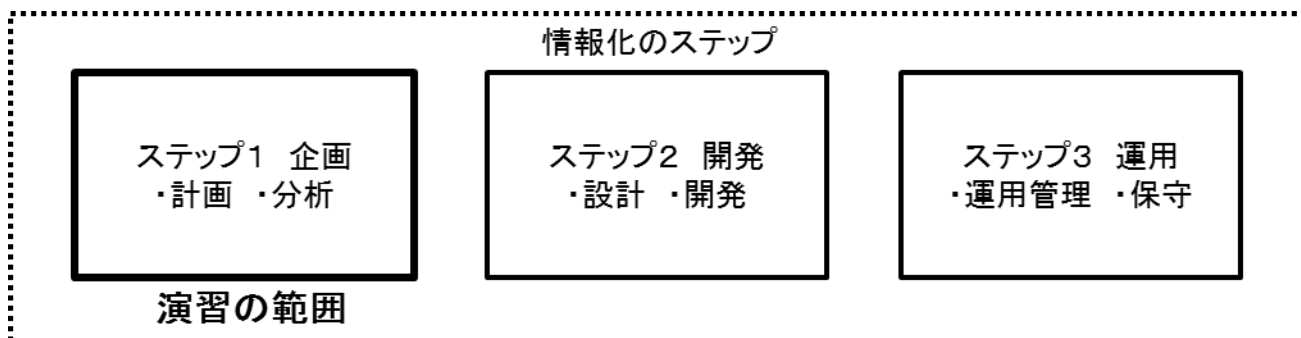 情報化のステップ
ステップ１　企画
・計画　・分析
ステップ２　開発
・設計　・開発
ステップ３　運用
・運用管理　・保守
演習の範囲